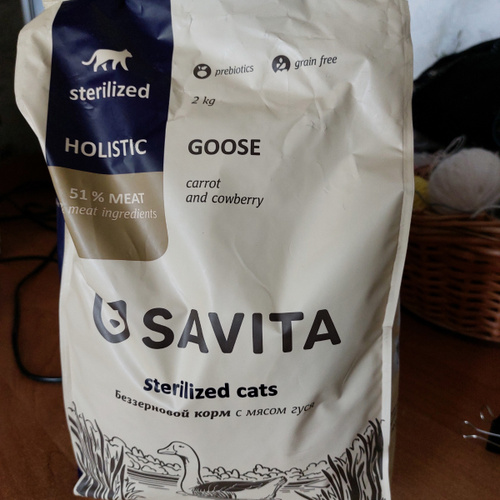 sterilized
prebiotics
grain free
2 kg
HOLISTIC
GOOSE
51 % MEAT
meat ingredients
carrot
and cowberry
SAVITA
sterilized cats
Беззерновой корм с мясом гуся